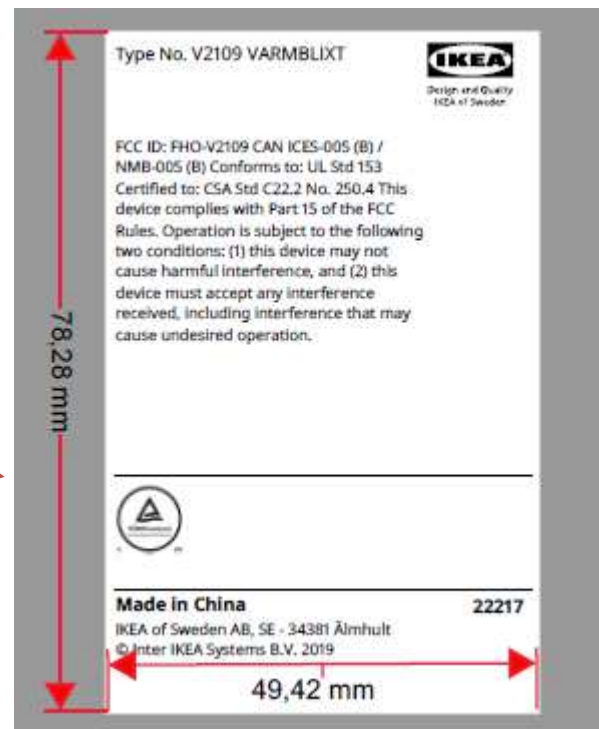 Type No. V2109 VARMBLIXT
IKEA
Design and Quality
IKEA of Sweden
FCC ID: FHO-V2109 CAN ICES-005 (B) /
NMB-005 (B) Conforms to: UL Std 153
Certified to: CSA Std C22.2 No. 250.4 This
device complies with Part 15 of the FCC
Rules. Operation is subject to the following
two conditions: (1) this device may not
cause harmful interference, and (2) this
device must accept any interference
received, including interference that may
cause undesired operation.
78,28 mm
Made in China
22217
IKEA of Sweden AB, SE - 34381 Älmhult
© Inter IKEA Systems B.V. 2019
49,42 mm